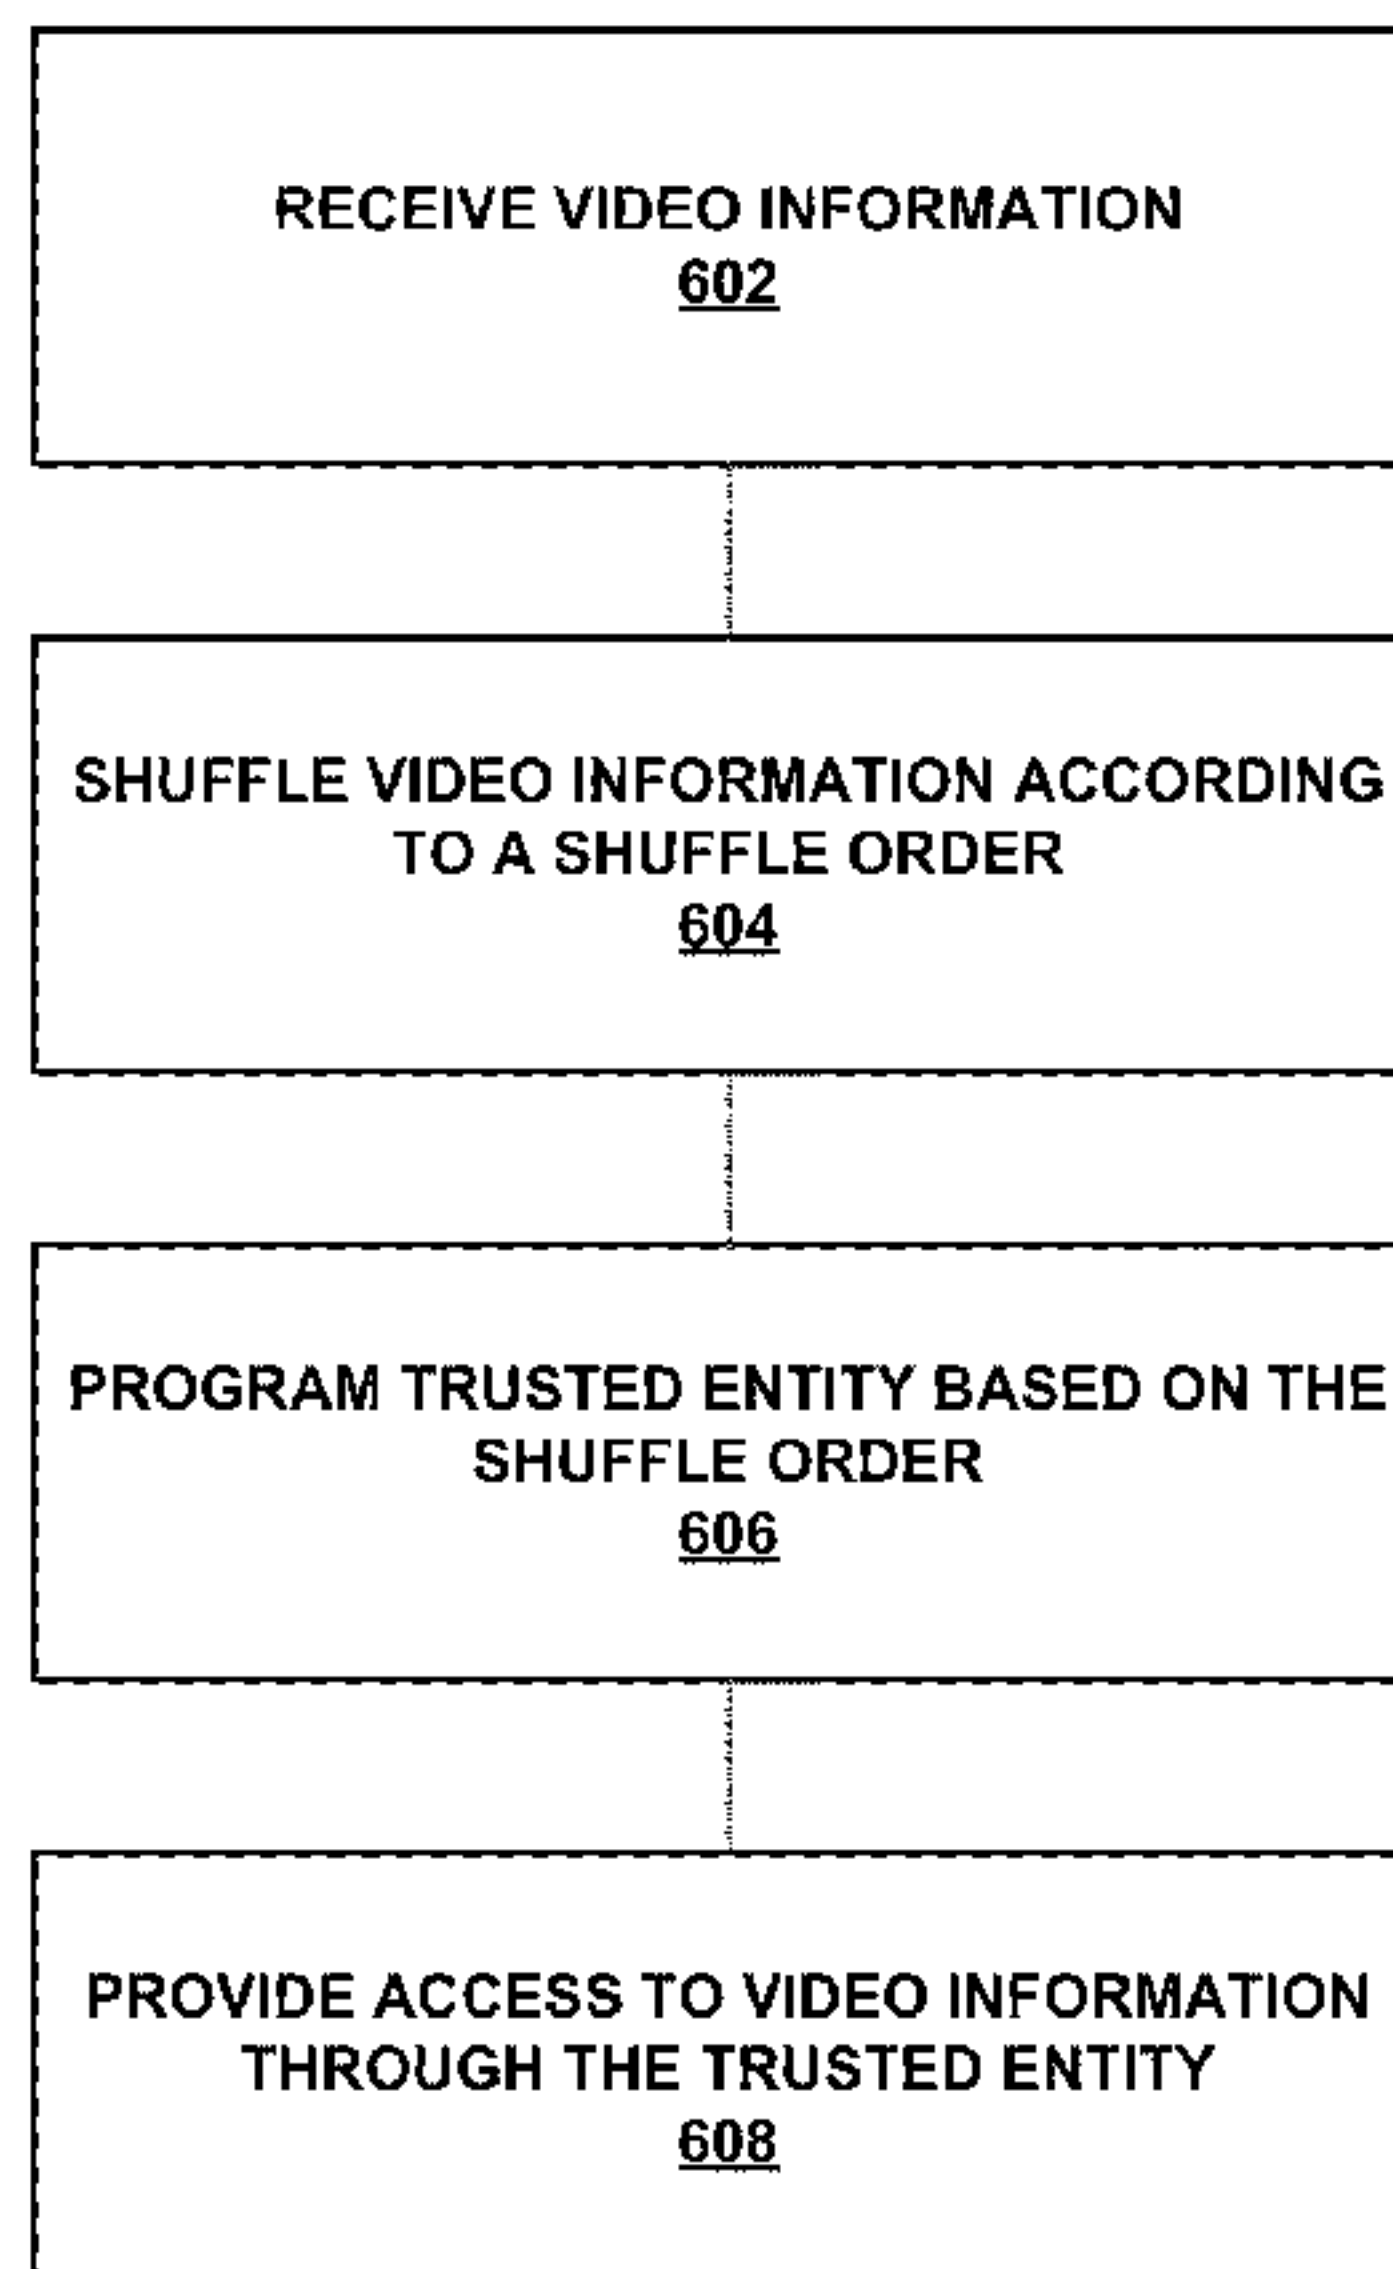 RECEIVE VIDEO INFORMATION
602
SHUFFLE VIDEO INFORMATION ACCORDING
TO A SHUFFLE ORDER
604
PROGRAM TRUSTED ENTITY BASED ON THE
SHUFFLE ORDER
606
PROVIDE ACCESS TO VIDEO INFORMATION
THROUGH THE TRUSTED ENTITY
608